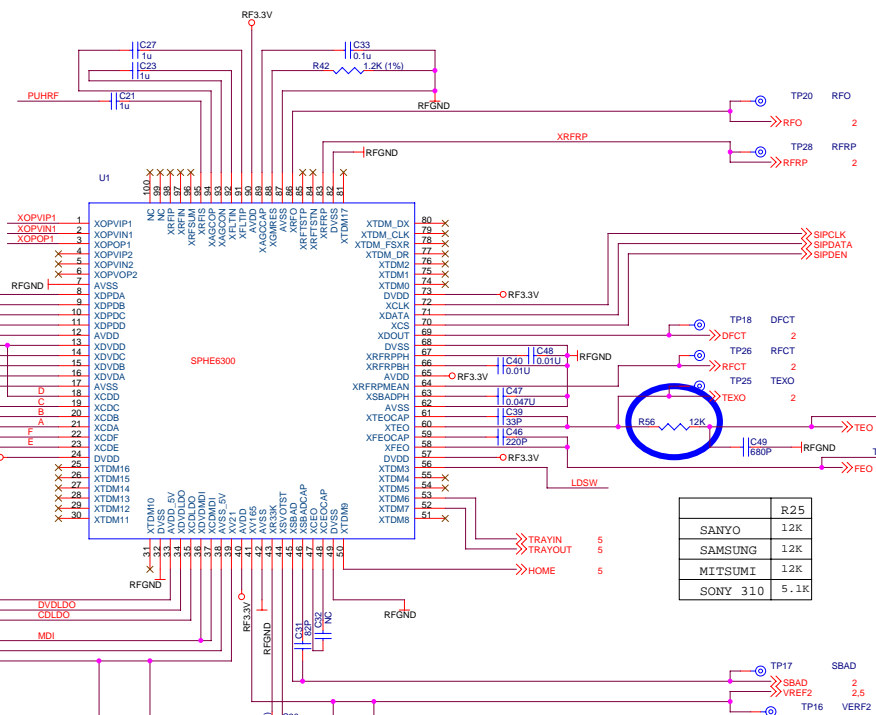 RF3.3V
C27
1u
C33
0.1u
C23
1u
R42 1.2K (1%)
PUHRF
C21
1u
RFGND
TP20 RFO
RFO 2
XRFRP
RFGND
TP28 RFRP
RFRP 2
U1
100 99 98 97 96 95 94 93 92 91 90 89 88 87 86 85 84 83 82 81
NC NC XRFIP XRFIN XRFSUM XRFIS XAGCOP XAGCON XFLTIN XFLTIP AVDD XAGCCAP XGMRES AVSS XRFO XRFTSTP XRFTSTN XRFRP DVSS XTDM17
XOPVIP1 1 XOPVIP1 XTDM_DX 80
XOPVIN1 2 XOPVIN1 XTDM_CLK 79
XOPOP1 3 XOPOP1 XTDM_FSXR 78
4 XOPVIP2 XTDM_DR 77
5 XOPVIN2 XTDM2 76
6 XOPVOP2 XTDM1 75
RFGND 7 AVSS XTDM0 74
8 XDPDA DVDD 73 RF3.3V
9 XDPDB XCLK 72
10 XDPDC XDATA 71
11 XDPDD XCS 70
12 AVDD XDOUT 69
13 XDVDD DVSS 68
14 XDVDC XRFRPPH 67
15 XDVDB XRFRPBH 66
16 XDVDA AVDD 65 RF3.3V
17 AVSS XRFRPMEAN 64
D 18 XCDD XSBADPH 63
C 19 XCDC AVSS 62
B 20 XCDB XTEOCAP 61
A 21 XCDA XTEO 60
F 22 XCDF XFEOCAP 59
E 23 XCDE XFEO 58
24 DVDD DVDD 57 RF3.3V
25 XTDM16 XTDM3 56
26 XTDM15 XTDM4 55
27 XTDM14 XTDM5 54
28 XTDM13 XTDM6 53
29 XTDM12 XTDM7 52
30 XTDM11 XTDM8 51
SPHE6300
SIPCLK
SIPDATA
SIPDEN
TP18 DFCT
DFCT 2
C48
0.01U
RFGND
TP26 RFCT
C40
0.01U
RFCT 2
TP25 TEXO
C47
0.047U
TEXO 2
C39
33P
R56 12K
TEO
C46
220P
C49
680P
RFGND
FEO
LDSW
XTDM10 DVSS AVDD_5V XDVDLDO XCDLDO XDVDMDI XCDMDI XVSS_5V XV21 XVDD XV165 XVSS XR33K XSVOTST XSBAD XSBADCAP XCEO XCEOCAP DVSS XTDM9
31 32 33 34 35 36 37 38 39 40 41 42 43 44 45 46 47 48 49 50
R25
SANYO 12K
SAMSUNG 12K
MITSUMI 12K
SONY 310 5.1K
TRAYIN 5
TRAYOUT 5
HOME 5
RFGND
DVDLDO
CDLDO
MDI
RF3.3V
RFGND
C31
82P
C32
NC
RFGND
TP17 SBAD
SBAD 2
VREF2 2,5
TP16 VERF2